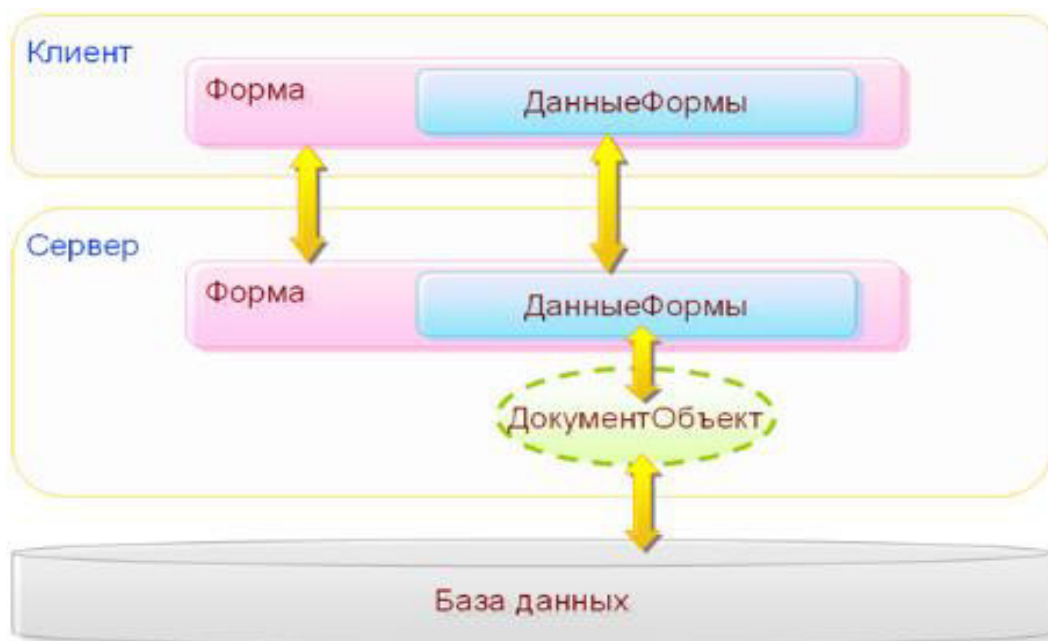 Клиент
Форма
ДанныеФормы
Сервер
Форма
ДанныеФормы
ДокументОбъект
База данных